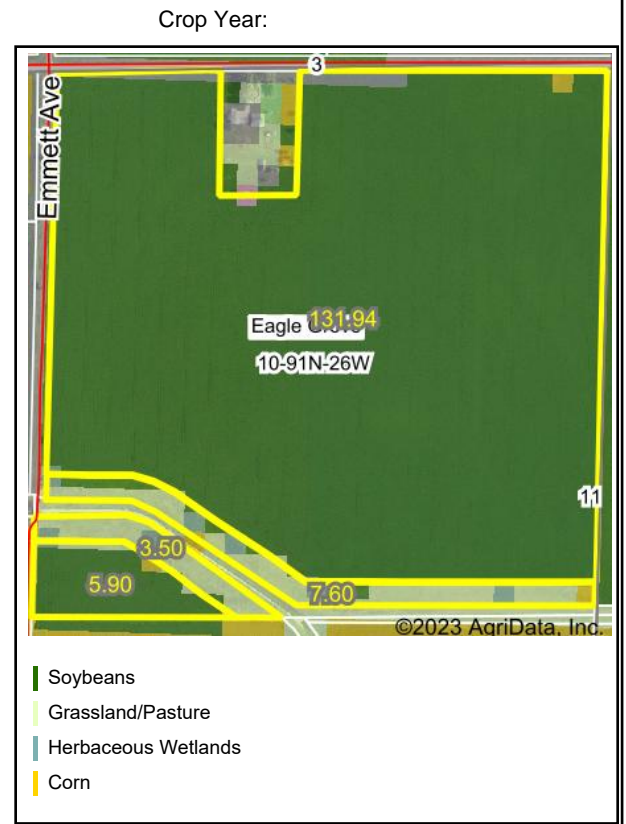 Crop Year:
3
Emmett Ave
131.94
Eagle
10-91N-26W
11
3.50
5.90
7.60
©2023 AgriData, Inc.
Soybeans
Grassland/Pasture
Herbaceous Wetlands
Corn